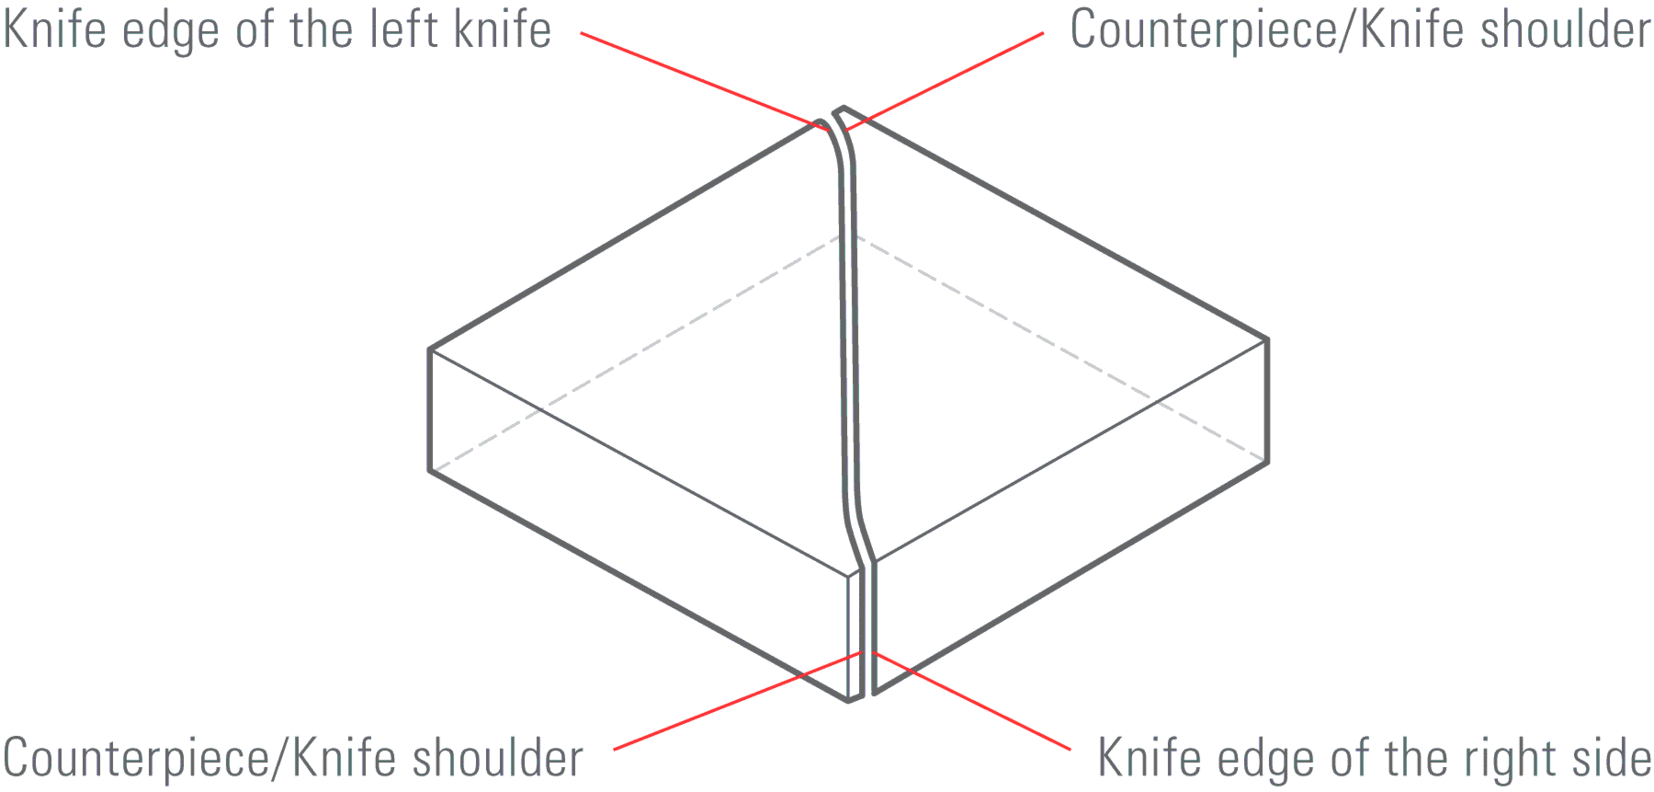 Knife edge of the left knife
Counterpiece/Knife shoulder
Counterpiece/Knife shoulder
Knife edge of the right side